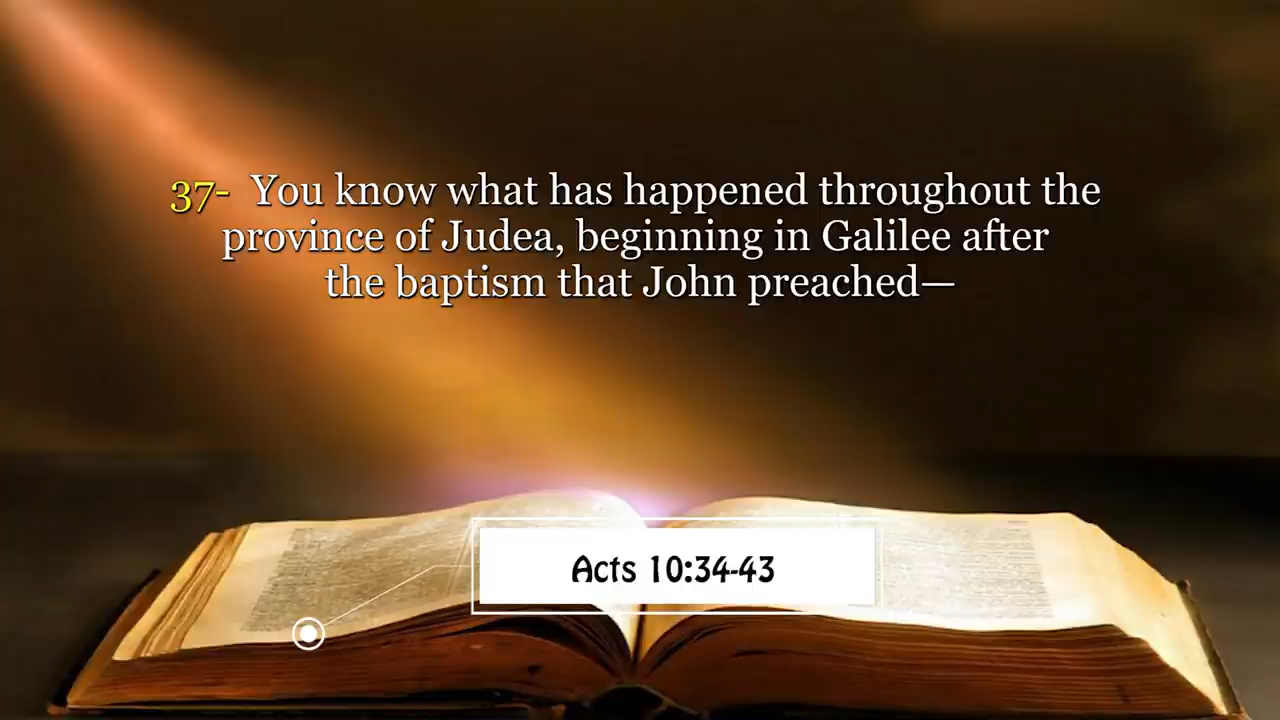 37- You know what has happened throughout the
province of Judea, beginning in Galilee after
the baptism that John preached—
Acts 10:34-43